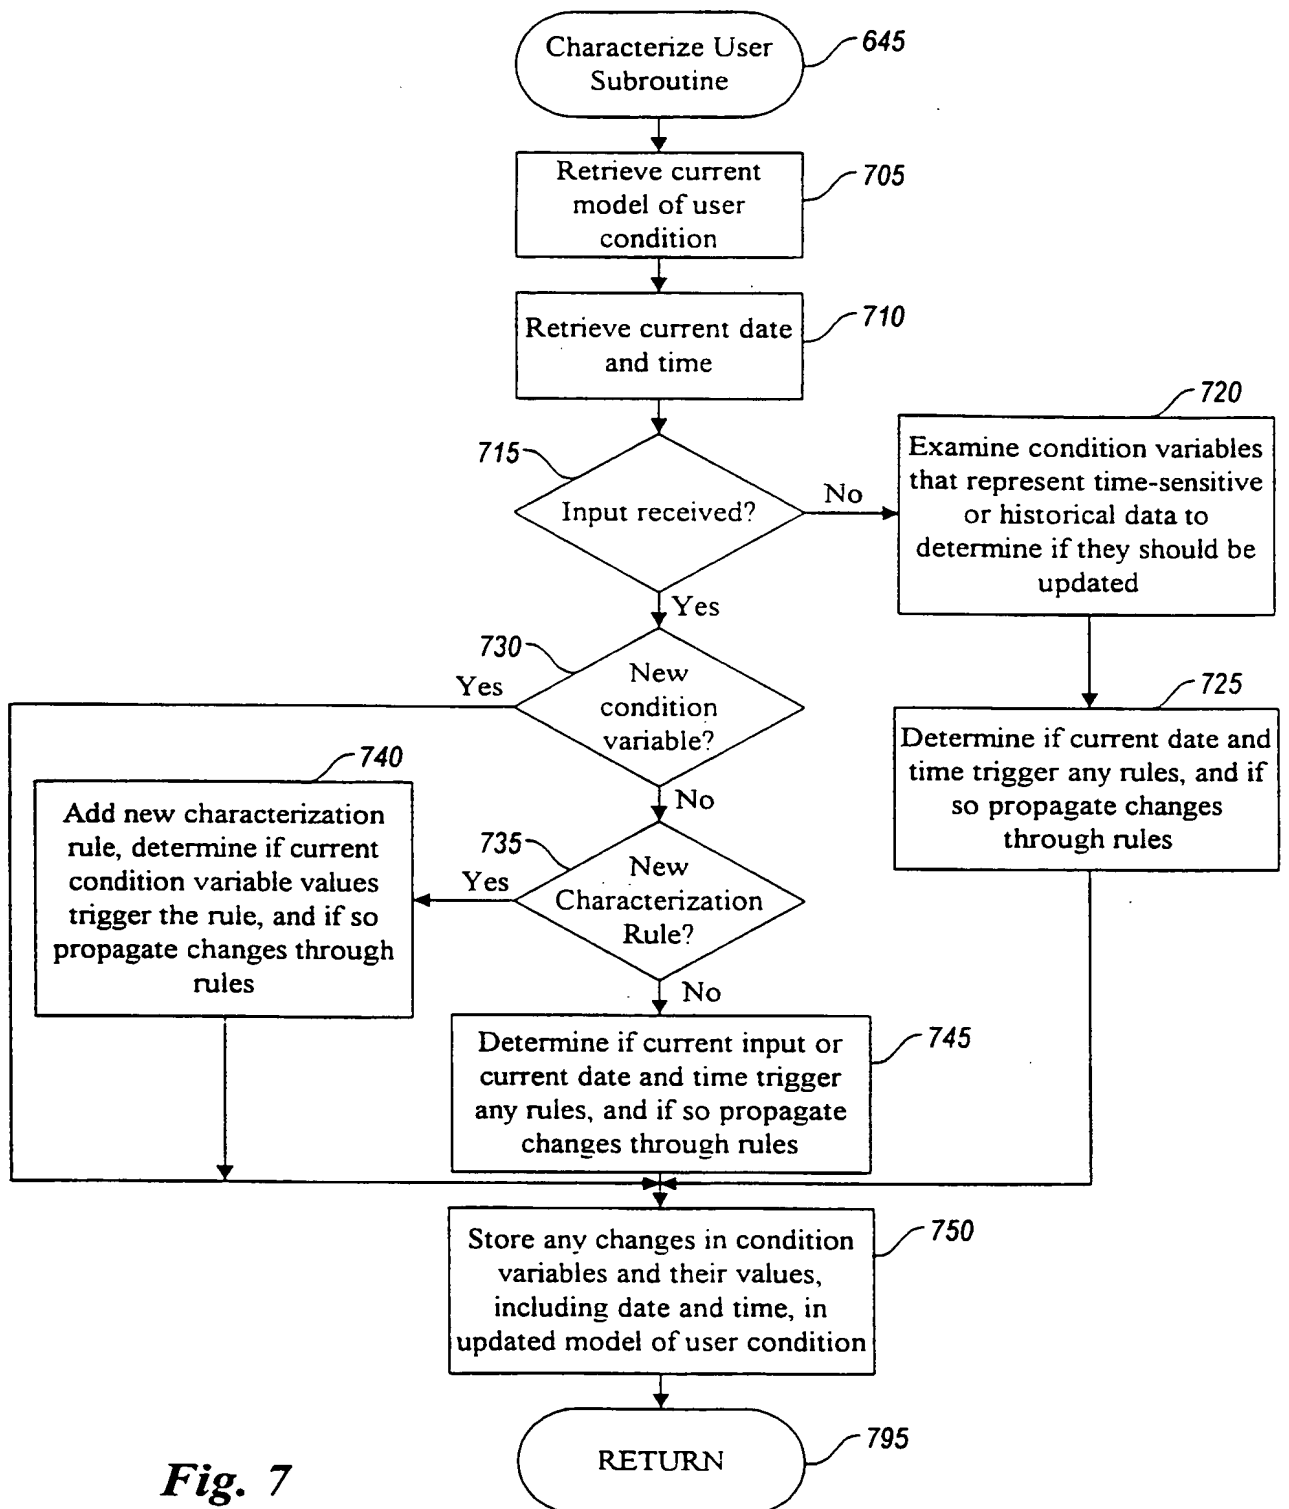 Characterize User
Subroutine
645
Retrieve current
model of user
condition
705
Retrieve current date
and time
710
715
Input received?
No
Yes
720
Examine condition variables
that represent time-sensitive
or historical data to
determine if they should be
updated
725
Determine if current date and
time trigger any rules, and if
so propagate changes
through rules
730
New
condition
variable?
Yes
No
735
New
Characterization
Rule?
Yes
No
740
Add new characterization
rule, determine if current
condition variable values
trigger the rule, and if so
propagate changes through
rules
745
Determine if current input or
current date and time trigger
any rules, and if so propagate
changes through rules
750
Store any changes in condition
variables and their values,
including date and time, in
updated model of user condition
RETURN
795
Fig. 7